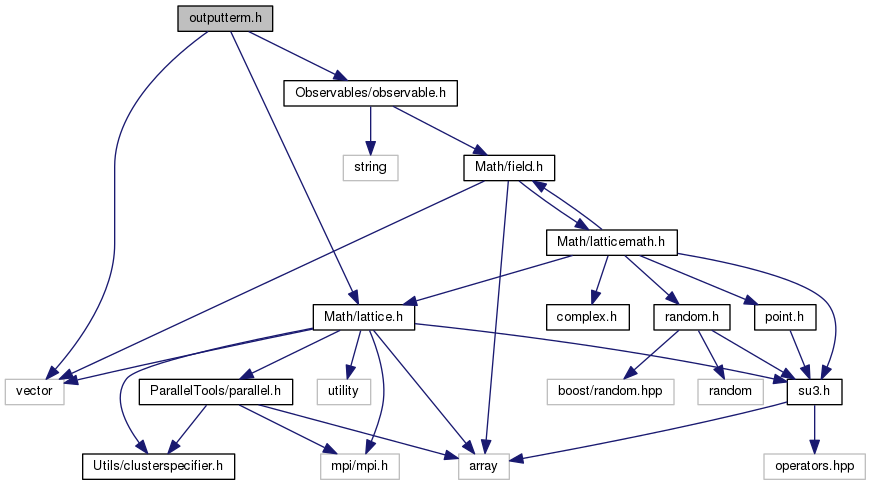 outputterm.h
Observables/observable.h
string
Math/field.h
Math/latticemath.h
Math/lattice.h
complex.h
random.h
point.h
vector
ParallelTools/parallel.h
utility
boost/random.hpp
random
su3.h
Utils/clusterspecifier.h
mpi/mpi.h
array
operators.hpp